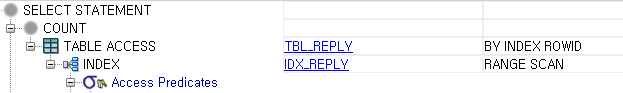 SELECT STATEMENT
COUNT
TABLE ACCESS TBL_REPLY BY INDEX ROWID
INDEX IDX_REPLY RANGE SCAN
Access Predicates